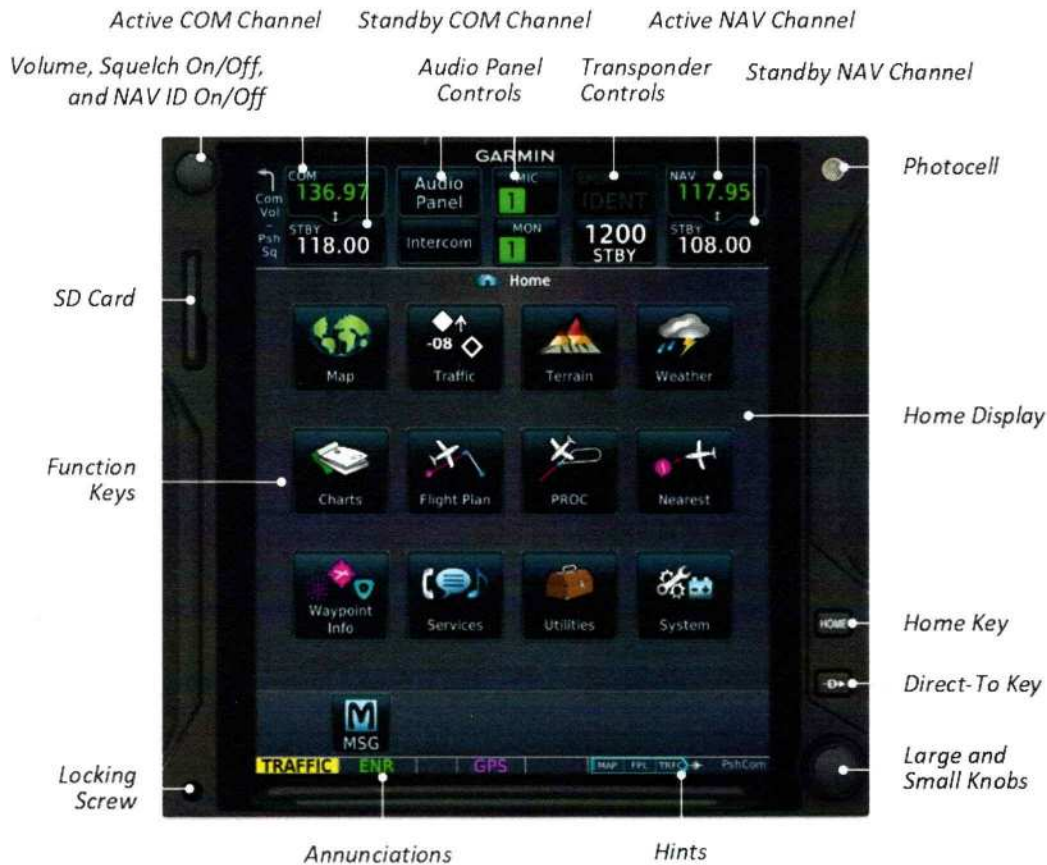 Active COM Channel
Standby COM Channel
Active NAV Channel
Volume, Squelch On/Off,
and NAV ID On/Off
Audio Panel
Controls
Transponder
Controls
Standby NAV Channel
GARMIN
Com
Vol
–
Psh
Sq
COM
136.97
STBY
118.00
Audio
Panel
Intercom
MIC
1
MON
1
IDENT
1200
STBY
NAV
117.95
STBY
108.00
Photocell
Home
SD Card
Map
-08
Traffic
Terrain
Weather
Home Display
Function
Keys
Charts
Flight Plan
PROC
Nearest
Waypoint
Info
Services
Utilities
System
HOME
Home Key
D
Direct-To Key
M
MSG
TRAFFIC
ENR
GPS
MAP FPL TRFC
PshCom
Large and
Small Knobs
Locking
Screw
Annunciations
Hints